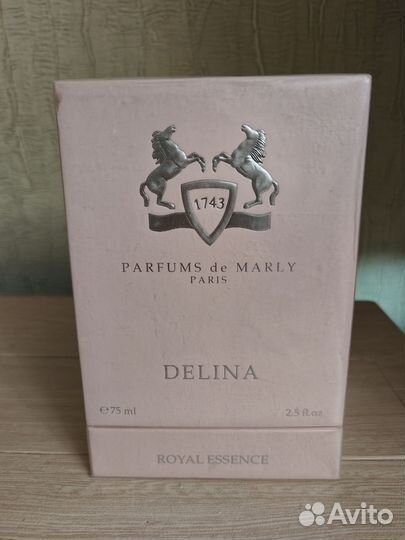 1743
PARFUMS de MARLY
PARIS
DELINA
℮75 ml 2.5 fl.oz
ROYAL ESSENCE
Avito